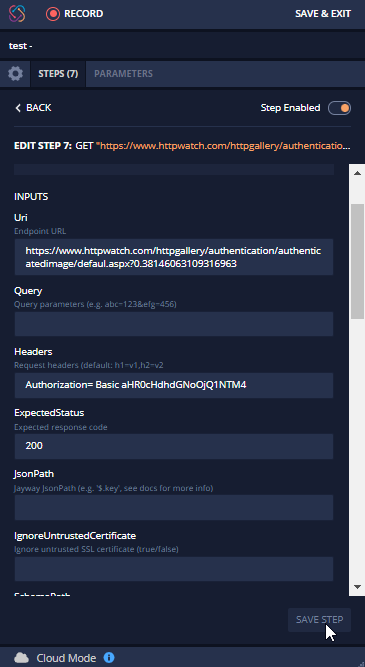 RECORD
SAVE & EXIT
test -
STEPS (7)
PARAMETERS
BACK
Step Enabled
EDIT STEP 7: GET "https://www.httpwatch.com/httpgallery/authenticatio...
INPUTS
Uri
Endpoint URL
https://www.httpwatch.com/httpgallery/authentication/authentic
atedimage/defaul.aspx?0.38146063109316963
Query
Query parameters (e.g. abc=123&efg=456)
Headers
Request headers (default: h1=v1,h2=v2
Authorization= Basic aHR0cHdhdGNoOjQ1NTM4
ExpectedStatus
Expected response code
200
JsonPath
Jayway JsonPath (e.g. '$.key', see docs for more info)
IgnoreUntrustedCertificate
Ignore untrusted SSL certificate (true/false)
SchemaPath
SAVE STEP
Cloud Mode